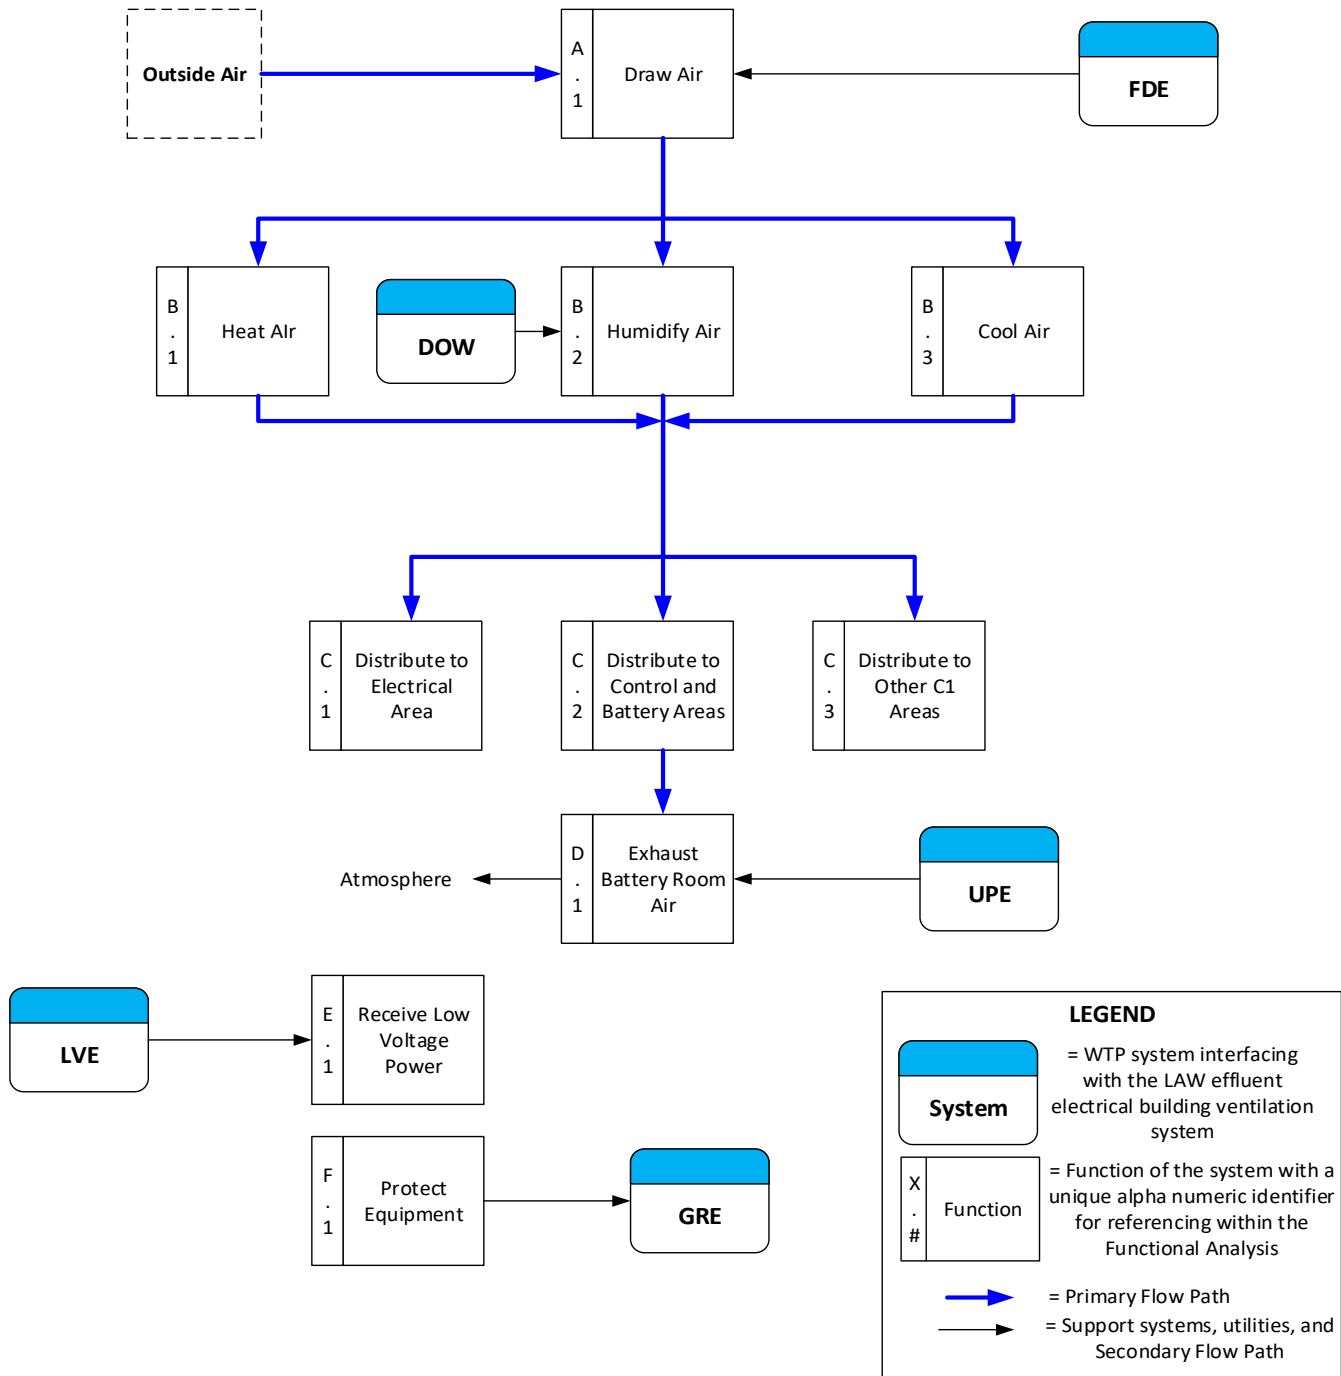 Outside Air
A
.
1
Draw Air
FDE
B
.
1
Heat AIr
DOW
B
.
2
Humidify Air
B
.
3
Cool Air
C
.
1
Distribute to
Electrical
Area
C
.
2
Distribute to
Control and
Battery Areas
C
.
3
Distribute to
Other C1
Areas
Atmosphere
D
.
1
Exhaust
Battery Room
Air
UPE
LVE
E
.
1
Receive Low
Voltage
Power
F
.
1
Protect
Equipment
GRE
LEGEND
System
= WTP system interfacing
with the LAW effluent
electrical building ventilation
system
X
.
#
Function
= Function of the system with a
unique alpha numeric identifier
for referencing within the
Functional Analysis
= Primary Flow Path
= Support systems, utilities, and
Secondary Flow Path